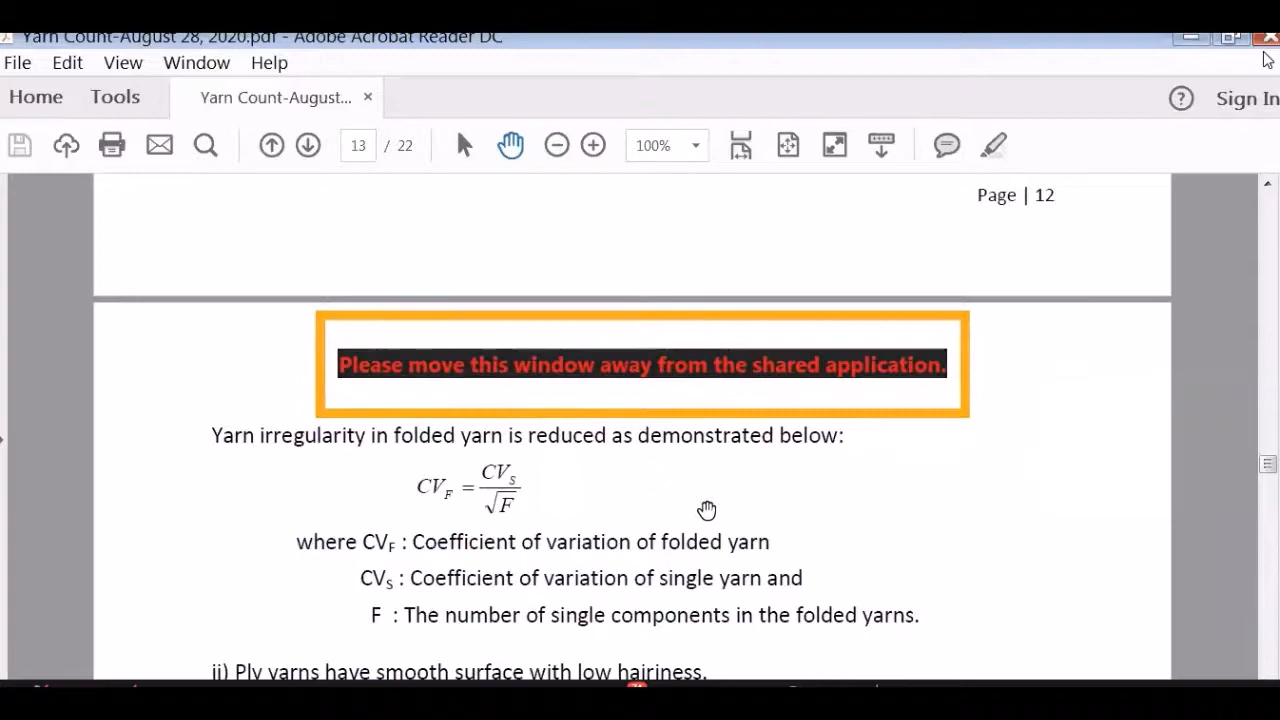 Yarn Count-August 28, 2020.pdf - Adobe Acrobat Reader DC
File Edit View Window Help
Home Tools Yarn Count-August... × ? Sign In
13 / 22 100%
Page | 12
Please move this window away from the shared application.
Yarn irregularity in folded yarn is reduced as demonstrated below:
CV_F = CV_S / √F
where CV_F : Coefficient of variation of folded yarn
CV_S : Coefficient of variation of single yarn and
F : The number of single components in the folded yarns.
ii) Ply yarns have smooth surface with low hairiness.